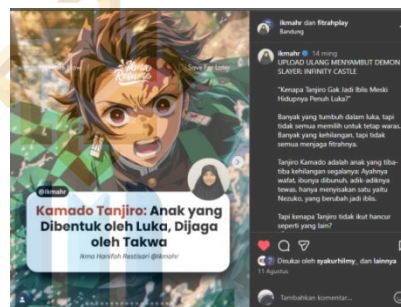 Ikma
Resume
Save For Later
@ikmahr
Kamado Tanjiro: Anak yang
Dibentuk oleh Luka, Dijaga
oleh Takwa
Ikma Hanifah Restisari @ikmahr
ikmahr dan fitrahplay
Bandung
ikmahr 14 ming
UPLOAD ULANG MENYAMBUT DEMON
SLAYER: INFINITY CASTLE
"Kenapa Tanjiro Gak Jadi Iblis Meski
Hidupnya Penuh Luka?"
Banyak yang tumbuh dalam luka, tapi
tidak semua memilih untuk tetap waras.
Banyak yang kehilangan, tapi tidak
semua menjaga fitrahnya.
Tanjiro Kamado adalah anak yang tiba-
tiba kehilangan segalanya: Ayahnya
wafat, ibunya dibunuh, adik-adiknya
tewas, hanya menyisakan satu yaitu
Nezuko, yang berubah jadi iblis.
Tapi kenapa Tanjiro tidak ikut hancur
seperti yang lain?
Disukai oleh syakurhilmy_ dan lainnya
11 Agustus
Tambahkan komentar...